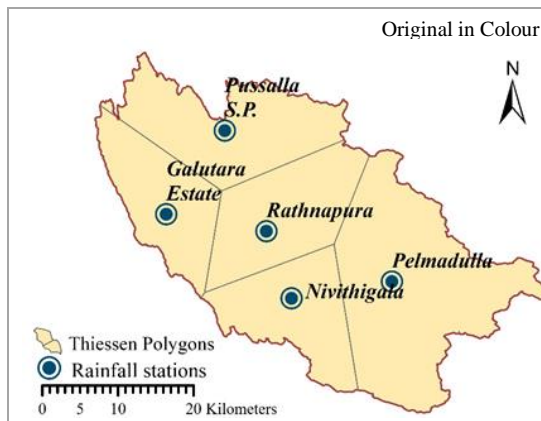 Original in Colour
N
Pussalla
S.P.
Galutara
Estate
Rathnapura
Pelmadulla
Nivithigala
Thiessen Polygons
Rainfall stations
0 5 10 20 Kilometers